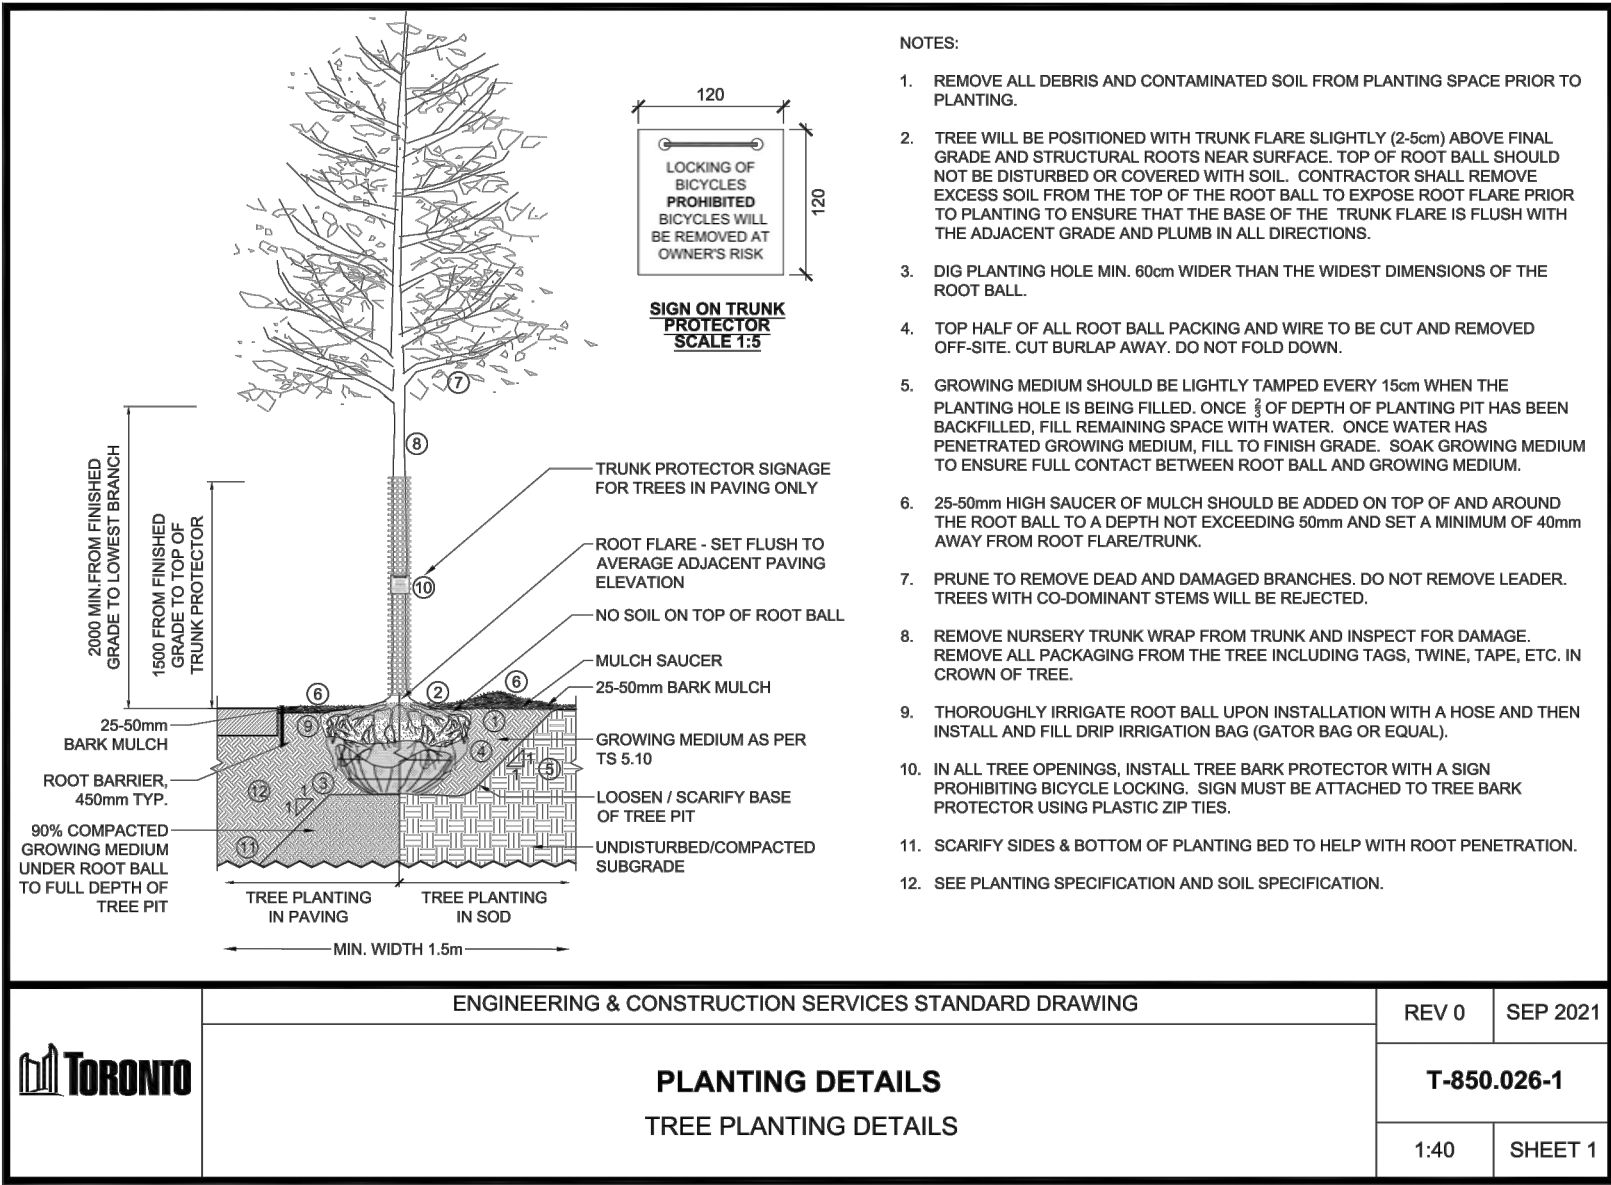 120
120
LOCKING OF
BICYCLES
PROHIBITED
BICYCLES WILL
BE REMOVED AT
OWNER'S RISK
SIGN ON TRUNK
PROTECTOR
SCALE 1:5
7
8
2000 MIN.FROM FINISHED
GRADE TO LOWEST BRANCH
1500 FROM FINISHED
GRADE TO TOP OF
TRUNK PROTECTOR
TRUNK PROTECTOR SIGNAGE
FOR TREES IN PAVING ONLY
ROOT FLARE - SET FLUSH TO
AVERAGE ADJACENT PAVING
ELEVATION
10
NO SOIL ON TOP OF ROOT BALL
MULCH SAUCER
25-50mm BARK MULCH
6
2
6
9
1
4
5
3
12
11
1
1
1
1
25-50mm
BARK MULCH
ROOT BARRIER,
450mm TYP.
90% COMPACTED
GROWING MEDIUM
UNDER ROOT BALL
TO FULL DEPTH OF
TREE PIT
GROWING MEDIUM AS PER
TS 5.10
LOOSEN / SCARIFY BASE
OF TREE PIT
UNDISTURBED/COMPACTED
SUBGRADE
TREE PLANTING
IN PAVING
TREE PLANTING
IN SOD
MIN. WIDTH 1.5m
NOTES:
1. REMOVE ALL DEBRIS AND CONTAMINATED SOIL FROM PLANTING SPACE PRIOR TO
PLANTING.
2. TREE WILL BE POSITIONED WITH TRUNK FLARE SLIGHTLY (2-5cm) ABOVE FINAL
GRADE AND STRUCTURAL ROOTS NEAR SURFACE. TOP OF ROOT BALL SHOULD
NOT BE DISTURBED OR COVERED WITH SOIL. CONTRACTOR SHALL REMOVE
EXCESS SOIL FROM THE TOP OF THE ROOT BALL TO EXPOSE ROOT FLARE PRIOR
TO PLANTING TO ENSURE THAT THE BASE OF THE TRUNK FLARE IS FLUSH WITH
THE ADJACENT GRADE AND PLUMB IN ALL DIRECTIONS.
3. DIG PLANTING HOLE MIN. 60cm WIDER THAN THE WIDEST DIMENSIONS OF THE
ROOT BALL.
4. TOP HALF OF ALL ROOT BALL PACKING AND WIRE TO BE CUT AND REMOVED
OFF-SITE. CUT BURLAP AWAY. DO NOT FOLD DOWN.
5. GROWING MEDIUM SHOULD BE LIGHTLY TAMPED EVERY 15cm WHEN THE
PLANTING HOLE IS BEING FILLED. ONCE 2/3 OF DEPTH OF PLANTING PIT HAS BEEN
BACKFILLED, FILL REMAINING SPACE WITH WATER. ONCE WATER HAS
PENETRATED GROWING MEDIUM, FILL TO FINISH GRADE. SOAK GROWING MEDIUM
TO ENSURE FULL CONTACT BETWEEN ROOT BALL AND GROWING MEDIUM.
6. 25-50mm HIGH SAUCER OF MULCH SHOULD BE ADDED ON TOP OF AND AROUND
THE ROOT BALL TO A DEPTH NOT EXCEEDING 50mm AND SET A MINIMUM OF 40mm
AWAY FROM ROOT FLARE/TRUNK.
7. PRUNE TO REMOVE DEAD AND DAMAGED BRANCHES. DO NOT REMOVE LEADER.
TREES WITH CO-DOMINANT STEMS WILL BE REJECTED.
8. REMOVE NURSERY TRUNK WRAP FROM TRUNK AND INSPECT FOR DAMAGE.
REMOVE ALL PACKAGING FROM THE TREE INCLUDING TAGS, TWINE, TAPE, ETC. IN
CROWN OF TREE.
9. THOROUGHLY IRRIGATE ROOT BALL UPON INSTALLATION WITH A HOSE AND THEN
INSTALL AND FILL DRIP IRRIGATION BAG (GATOR BAG OR EQUAL).
10. IN ALL TREE OPENINGS, INSTALL TREE BARK PROTECTOR WITH A SIGN
PROHIBITING BICYCLE LOCKING. SIGN MUST BE ATTACHED TO TREE BARK
PROTECTOR USING PLASTIC ZIP TIES.
11. SCARIFY SIDES & BOTTOM OF PLANTING BED TO HELP WITH ROOT PENETRATION.
12. SEE PLANTING SPECIFICATION AND SOIL SPECIFICATION.
TORONTO
ENGINEERING & CONSTRUCTION SERVICES STANDARD DRAWING
PLANTING DETAILS
TREE PLANTING DETAILS
REV 0
SEP 2021
T-850.026-1
1:40
SHEET 1